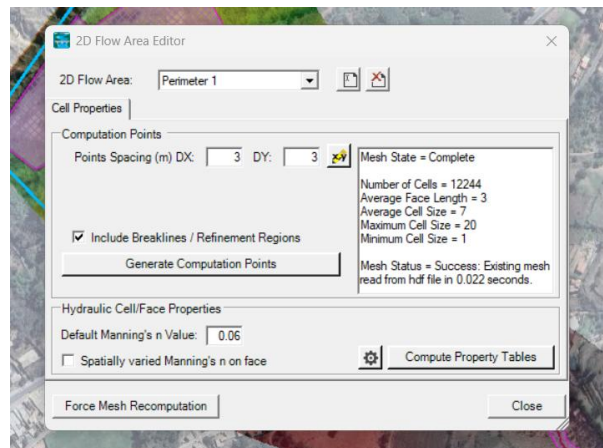 2D Flow Area Editor
2D Flow Area: Perimeter 1
Cell Properties
Computation Points
Points Spacing (m) DX: 3 DY: 3
Mesh State = Complete
Number of Cells = 12244
Average Face Length = 3
Average Cell Size = 7
Maximum Cell Size = 20
Minimum Cell Size = 1
Mesh Status = Success: Existing mesh
read from hdf file in 0.022 seconds.
Include Breaklines / Refinement Regions
Generate Computation Points
Hydraulic Cell/Face Properties
Default Manning's n Value: 0.06
Spatially varied Manning's n on face
Compute Property Tables
Force Mesh Recomputation
Close